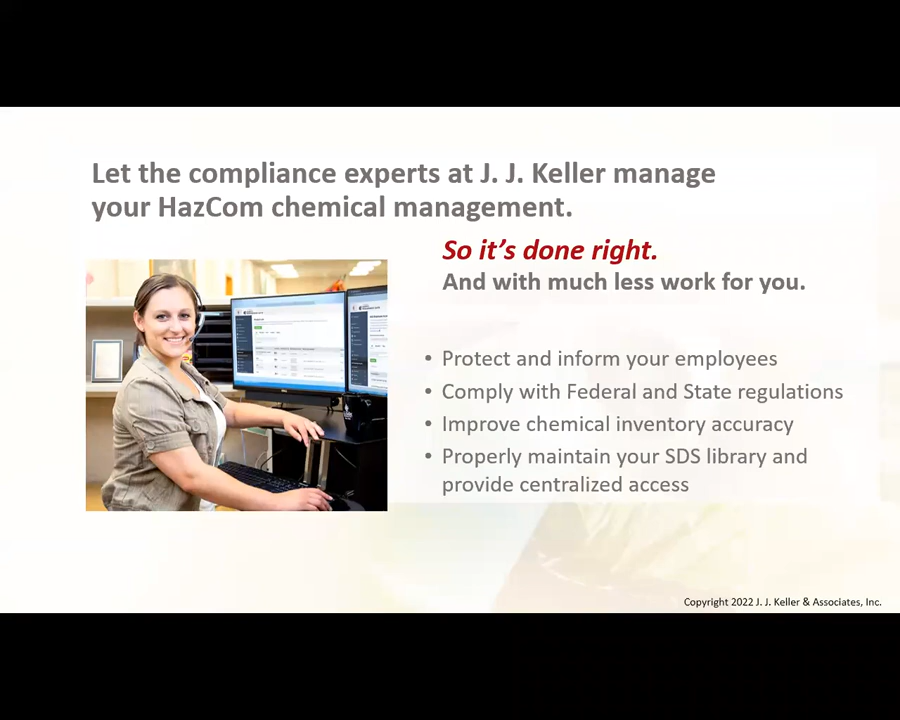 Let the compliance experts at J. J. Keller manage
your HazCom chemical management.
So it's done right.
And with much less work for you.
• Protect and inform your employees
• Comply with Federal and State regulations
• Improve chemical inventory accuracy
• Properly maintain your SDS library and
provide centralized access
Copyright 2022 J. J. Keller & Associates, Inc.